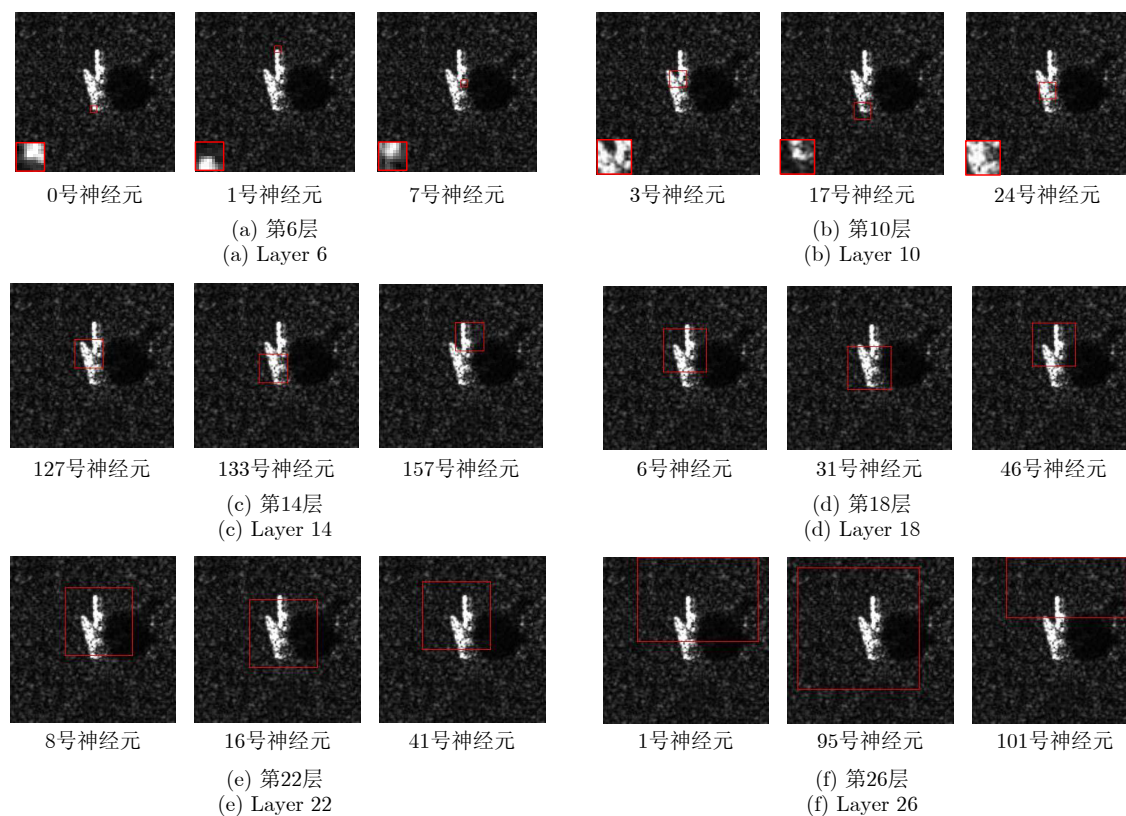 0号神经元 1号神经元 7号神经元
(a) 第6层
(a) Layer 6
3号神经元 17号神经元 24号神经元
(b) 第10层
(b) Layer 10
127号神经元 133号神经元 157号神经元
(c) 第14层
(c) Layer 14
6号神经元 31号神经元 46号神经元
(d) 第18层
(d) Layer 18
8号神经元 16号神经元 41号神经元
(e) 第22层
(e) Layer 22
1号神经元 95号神经元 101号神经元
(f) 第26层
(f) Layer 26